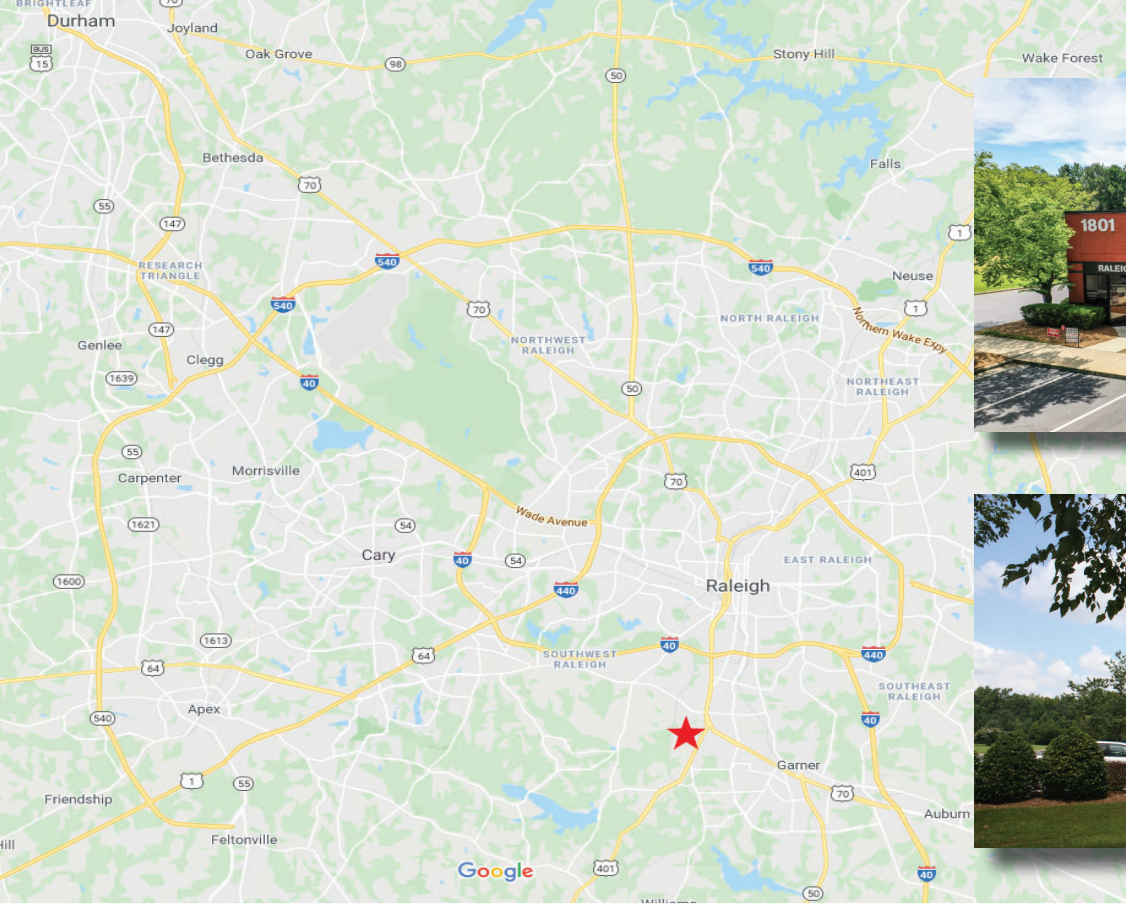 BRIGHTLEAF
Durham
70
Joyland
BUS
15
Oak Grove
98
50
Stony Hill
Wake Forest
Bethesda
70
Falls
55
147
1801
1
RESEARCH
TRIANGLE
540
540
540
RALEIG
Neuse
70
1
147
NORTH RALEIGH
Northern Wake Expy
Genlee
Clegg
NORTHWEST
RALEIGH
1639
40
50
NORTHEAST
RALEIGH
55
Carpenter
Morrisville
70
401
1621
54
Wade Avenue
Cary
40
54
EAST RALEIGH
1600
440
Raleigh
1613
40
64
64
SOUTHWEST
RALEIGH
440
SOUTHEAST
RALEIGH
Apex
540
40
Garner
1
55
70
Friendship
Auburn
Hill
Feltonville
Google
401
40
50